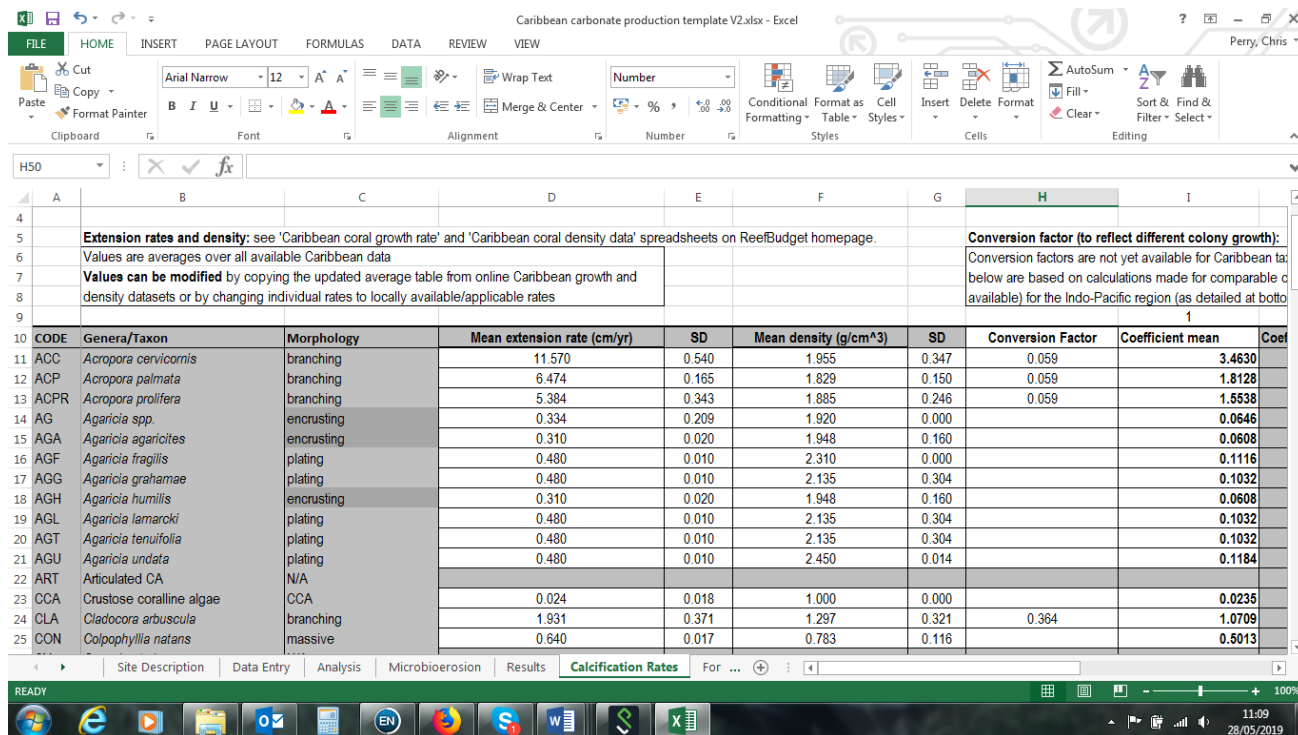 Caribbean carbonate production template V2.xlsx - Excel
?
FILE HOME INSERT PAGE LAYOUT FORMULAS DATA REVIEW VIEW Perry, Chris
Paste Cut Copy Format Painter Clipboard
Arial Narrow 12 A A B I U A Font
Wrap Text Merge & Center Alignment
Number % , .0 .00 .00 .0 Number
Conditional Formatting Format as Table Cell Styles Styles
Insert Delete Format Cells
AutoSum Fill Clear Sort & Filter Find & Select Editing
H50 fx
A B C D E F G H I
4
5 Extension rates and density: see 'Caribbean coral growth rate' and 'Caribbean coral density data' spreadsheets on ReefBudget homepage. Conversion factor (to reflect different colony growth):
6 Values are averages over all available Caribbean data Conversion factors are not yet available for Caribbean
7 Values can be modified by copying the updated average table from online Caribbean growth and below are based on calculations made for comparable
8 density datasets or by changing individual rates to locally available/applicable rates available) for the Indo-Pacific region (as detailed at
9 1
10 CODE Genera/Taxon Morphology Mean extension rate (cm/yr) SD Mean density (g/cm^3) SD Conversion Factor Coefficient mean Coef
11 ACC Acropora cervicornis branching 11.570 0.540 1.955 0.347 0.059 3.4630
12 ACP Acropora palmata branching 6.474 0.165 1.829 0.150 0.059 1.8128
13 ACPR Acropora prolifera branching 5.384 0.343 1.885 0.246 0.059 1.5538
14 AG Agaricia spp. encrusting 0.334 0.209 1.920 0.000 0.0646
15 AGA Agaricia agaricites encrusting 0.310 0.020 1.948 0.160 0.0608
16 AGF Agaricia fragilis plating 0.480 0.010 2.310 0.000 0.1116
17 AGG Agaricia grahamae plating 0.480 0.010 2.135 0.304 0.1032
18 AGH Agaricia humilis encrusting 0.310 0.020 1.948 0.160 0.0608
19 AGL Agaricia lamarcki plating 0.480 0.010 2.135 0.304 0.1032
20 AGT Agaricia tenuifolia plating 0.480 0.010 2.135 0.304 0.1032
21 AGU Agaricia undata plating 0.480 0.010 2.450 0.014 0.1184
22 ART Articulated CA N/A
23 CCA Crustose coralline algae CCA 0.024 0.018 1.000 0.000 0.0235
24 CLA Cladocora arbuscula branching 1.931 0.371 1.297 0.321 0.364 1.0709
25 CON Colpophyllia natans massive 0.640 0.017 0.783 0.116 0.5013
Site Description Data Entry Analysis Microbioerosion Results Calcification Rates For ...
READY 100%
EN 11:09
28/05/2019